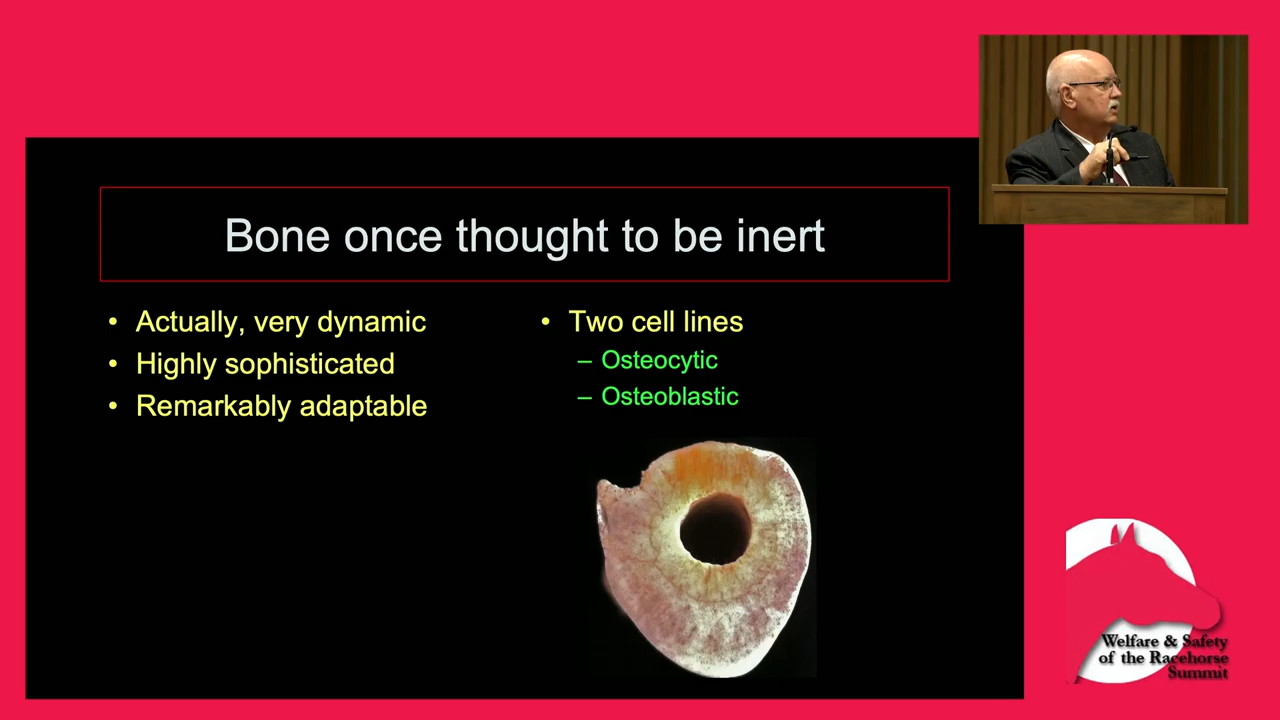 Bone once thought to be inert
• Actually, very dynamic
• Highly sophisticated
• Remarkably adaptable
• Two cell lines
– Osteocytic
– Osteoblastic
Welfare & Safety
of the Racehorse
Summit